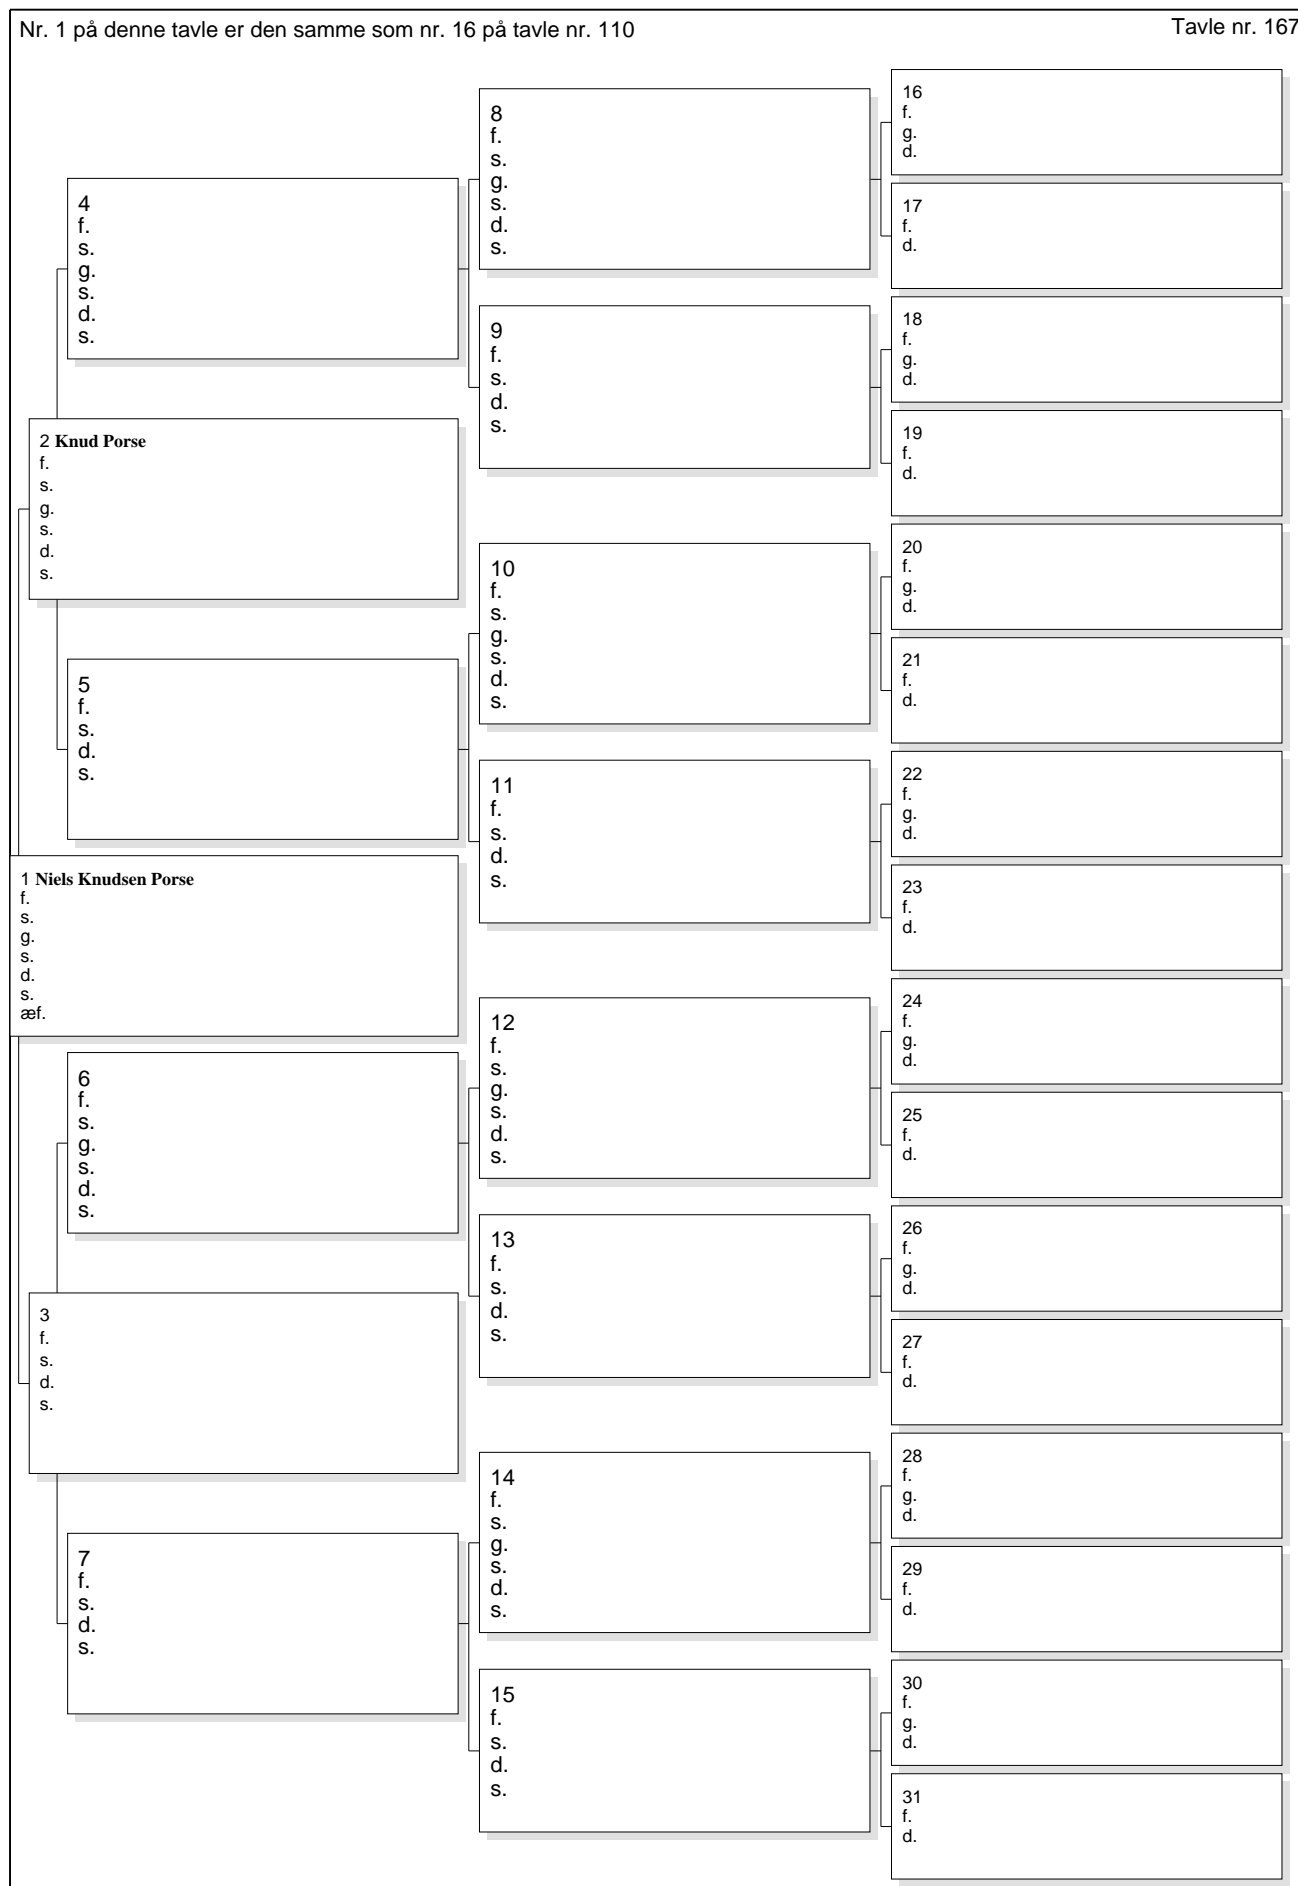 Nr. 1 på denne tavle er den samme som nr. 16 på tavle nr. 110
Tavle nr. 167
4
f.
s.
g.
s.
d.
s.
2 Knud Porse
f.
s.
g.
s.
d.
s.
5
f.
s.
d.
s.
1 Niels Knudsen Porse
f.
s.
g.
s.
d.
s.
æf.
6
f.
s.
g.
s.
d.
s.
3
f.
s.
d.
s.
7
f.
s.
d.
s.
8
f.
s.
g.
s.
d.
s.
9
f.
s.
d.
s.
10
f.
s.
g.
s.
d.
s.
11
f.
s.
d.
s.
12
f.
s.
g.
s.
d.
s.
13
f.
s.
d.
s.
14
f.
s.
g.
s.
d.
s.
15
f.
s.
d.
s.
16
f.
g.
d.
17
f.
d.
18
f.
g.
d.
19
f.
d.
20
f.
g.
d.
21
f.
d.
22
f.
g.
d.
23
f.
d.
24
f.
g.
d.
25
f.
d.
26
f.
g.
d.
27
f.
d.
28
f.
g.
d.
29
f.
d.
30
f.
g.
d.
31
f.
d.